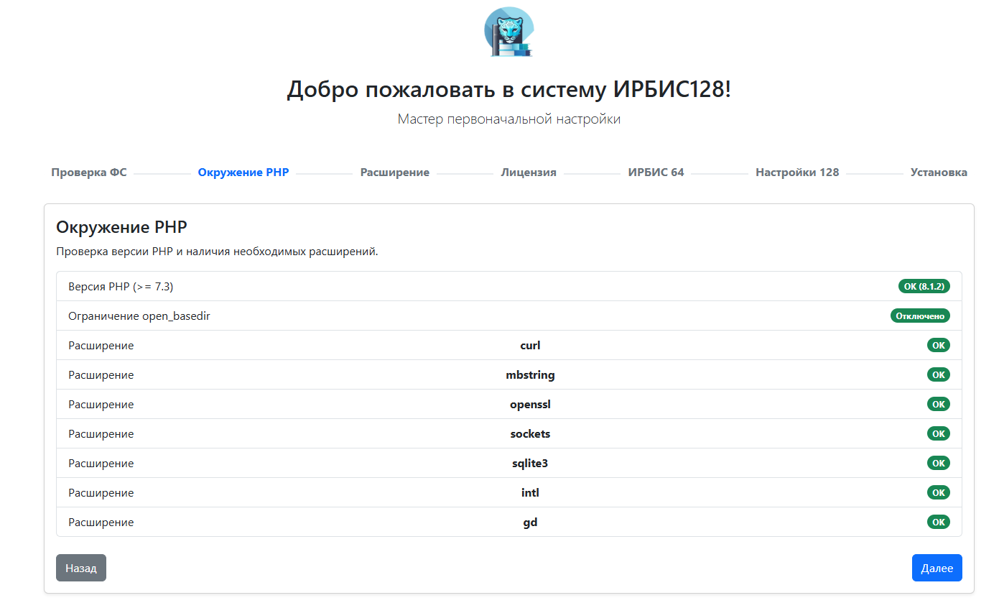 Добро пожаловать в систему ИРБИС128!
Мастер первоначальной настройки
Проверка ФС Окружение PHP Расширение Лицензия ИРБИС 64 Настройки 128 Установка
Окружение PHP
Проверка версии PHP и наличия необходимых расширений.
Версия PHP (>= 7.3) OK (8.1.2)
Ограничение open_basedir Отключено
Расширение curl OK
Расширение mbstring OK
Расширение openssl OK
Расширение sockets OK
Расширение sqlite3 OK
Расширение intl OK
Расширение gd OK
Назад Далее